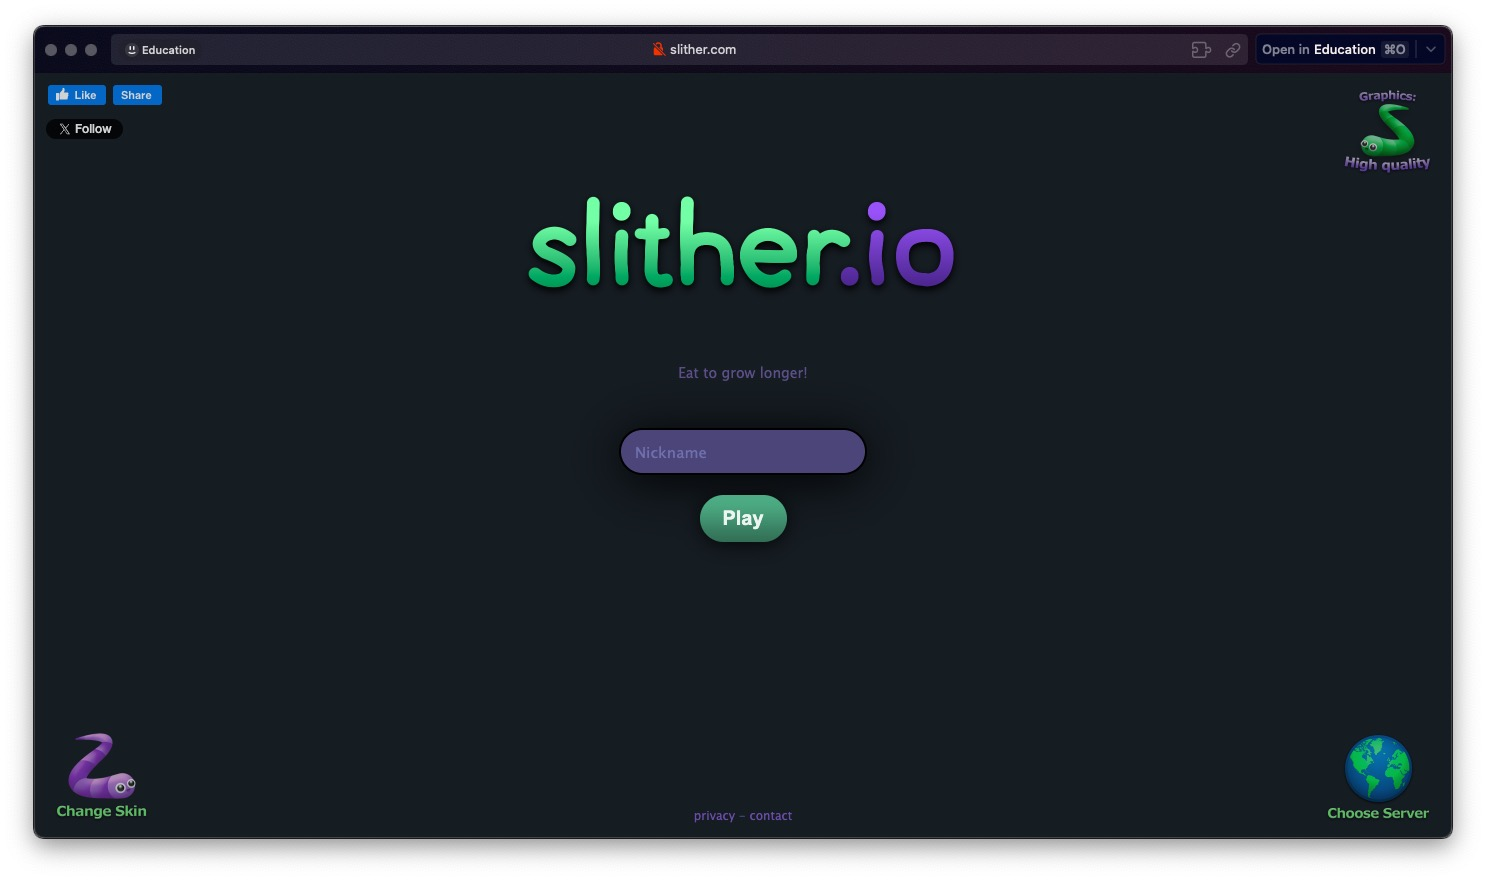 Education
slither.com
Open in Education ⌘O
Like Share
𝕏 Follow
Graphics:
High quality
slither.io
Eat to grow longer!
Nickname
Play
Change Skin
privacy - contact
Choose Server